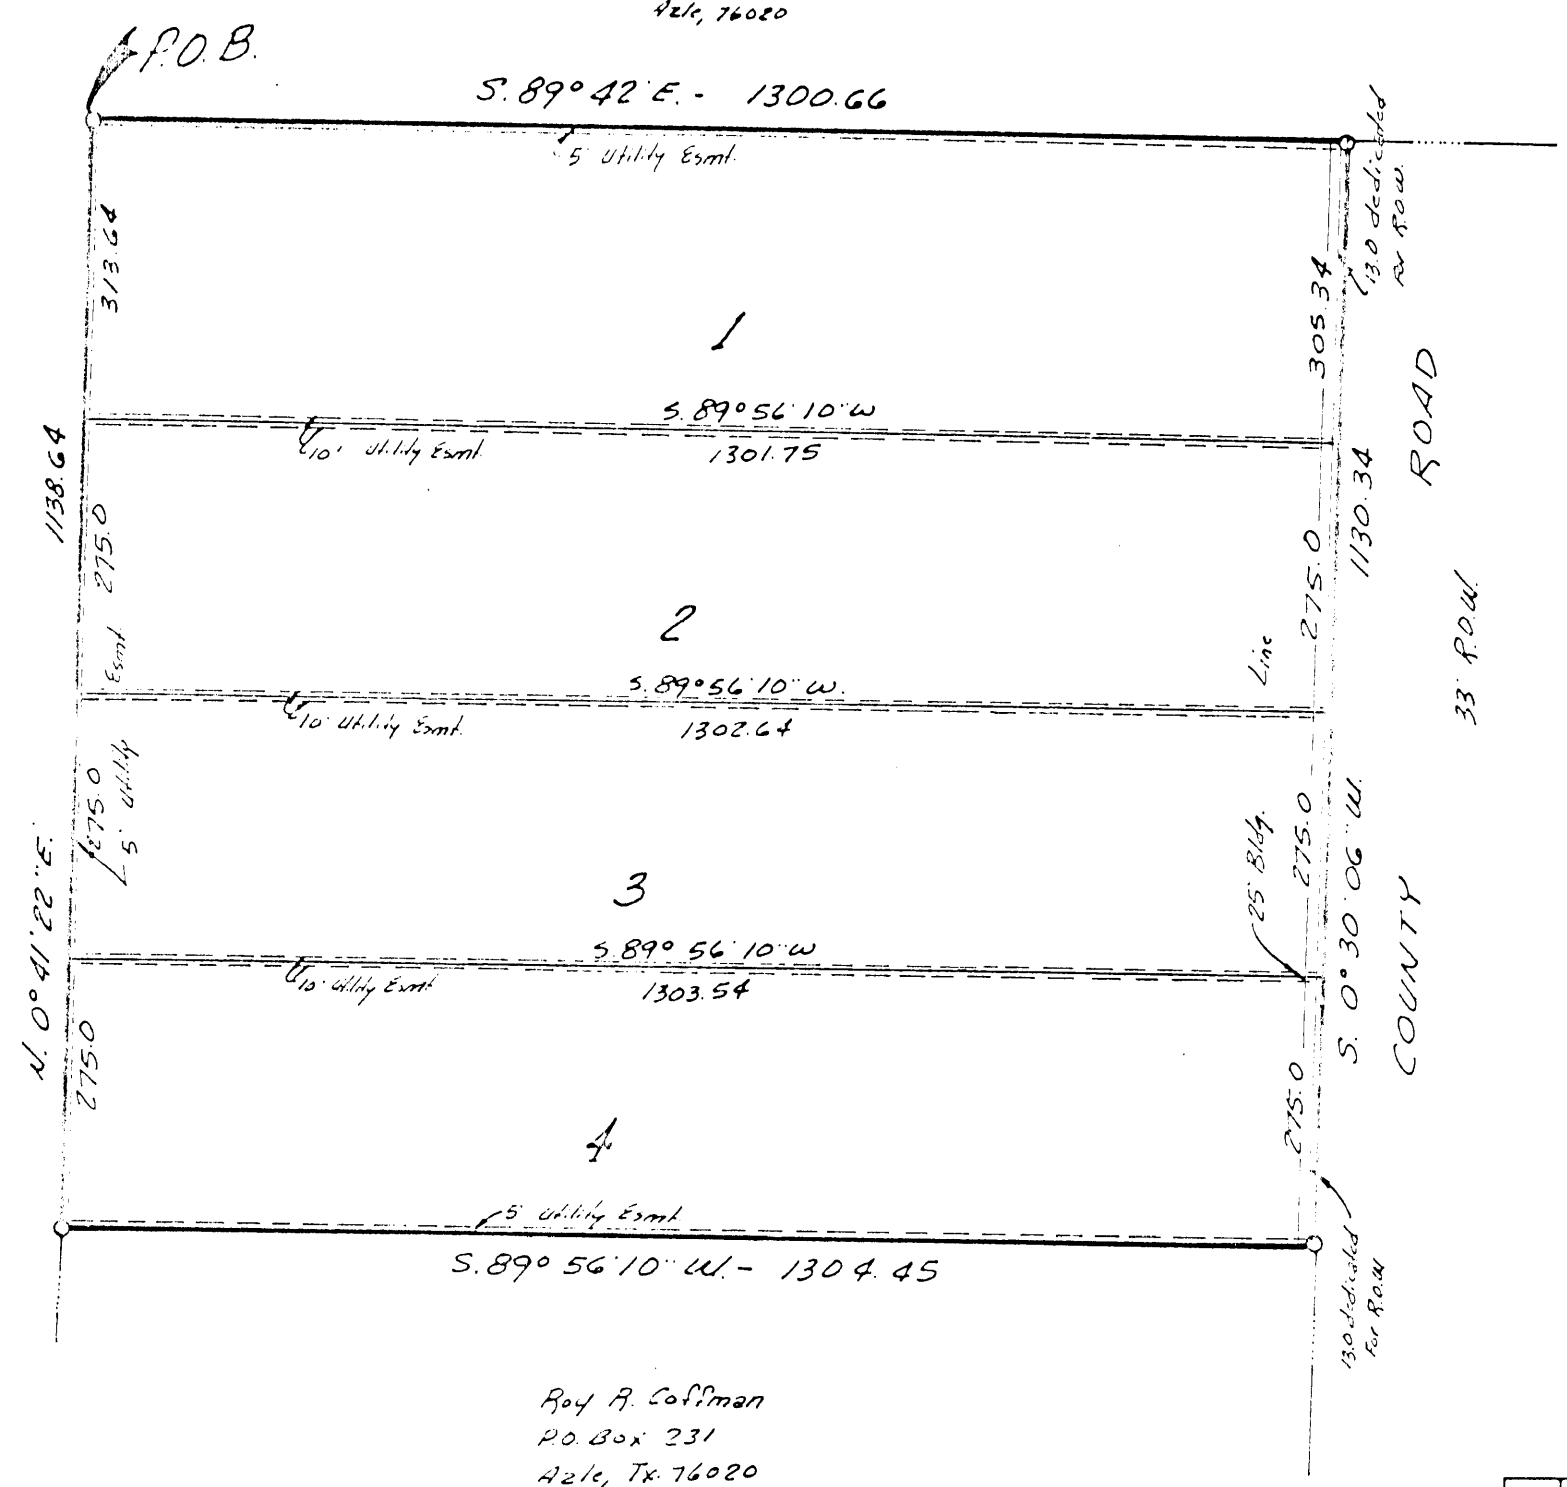 Azle, 76020
P.O.B.
S. 89° 42' E. - 1300.66
5' Utility Esmt.
13.0 dedicated
For R.O.W.
313.64
305.34
1
S. 89° 56' 10" W
1301.75
10' Utility Esmt.
1138.64
1130.34
ROAD
275.0
275.0
33' R.O.W.
2
Esmt
Line
S. 89° 56' 10" W.
1302.64
10' Utility Esmt.
275.0
5' Utility
275.0
25' Bldg.
3
S. 89° 56' 10" W
1303.54
10' Utility Esmt
N. 0° 41' 22" E.
S. 0° 30' 06" W.
COUNTY
275.0
275.0
4
5' Utility Esmt
S. 89° 56' 10" W. - 1304.45
13.0 dedicated
For R.O.W
Roy R. Coffman
P.O. Box 231
Azle, Tx. 76020